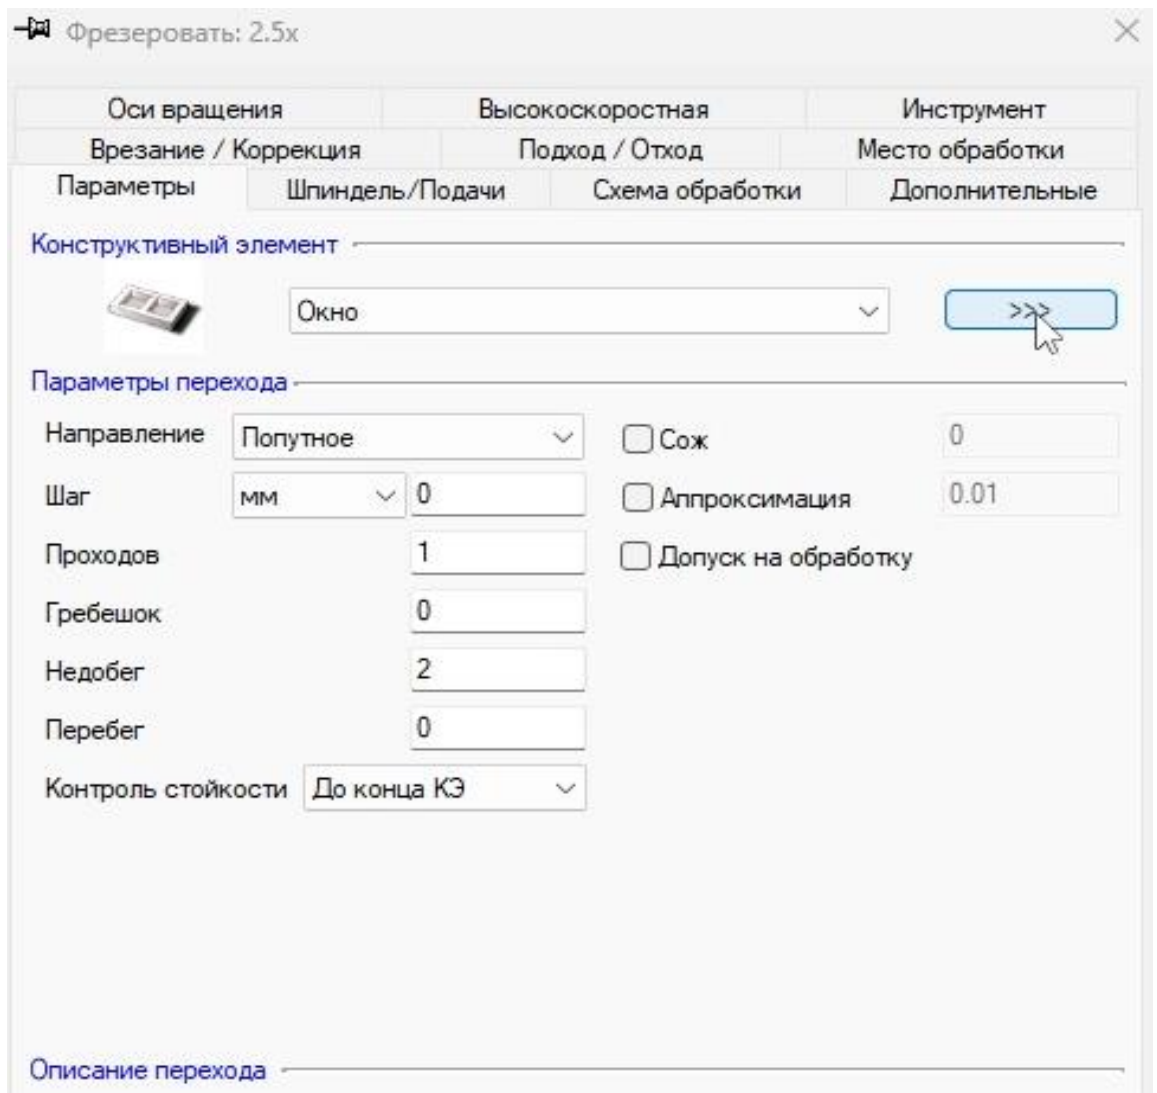 Фрезеровать: 2.5x
Оси вращения Высокоскоростная Инструмент
Врезание / Коррекция Подход / Отход Место обработки
Параметры Шпиндель/Подачи Схема обработки Дополнительные
Конструктивный элемент
Окно >>>
Параметры перехода
Направление Попутное Сож 0
Шаг мм 0 Аппроксимация 0.01
Проходов 1 Допуск на обработку
Гребешок 0
Недобег 2
Перебег 0
Контроль стойкости До конца КЭ
Описание перехода